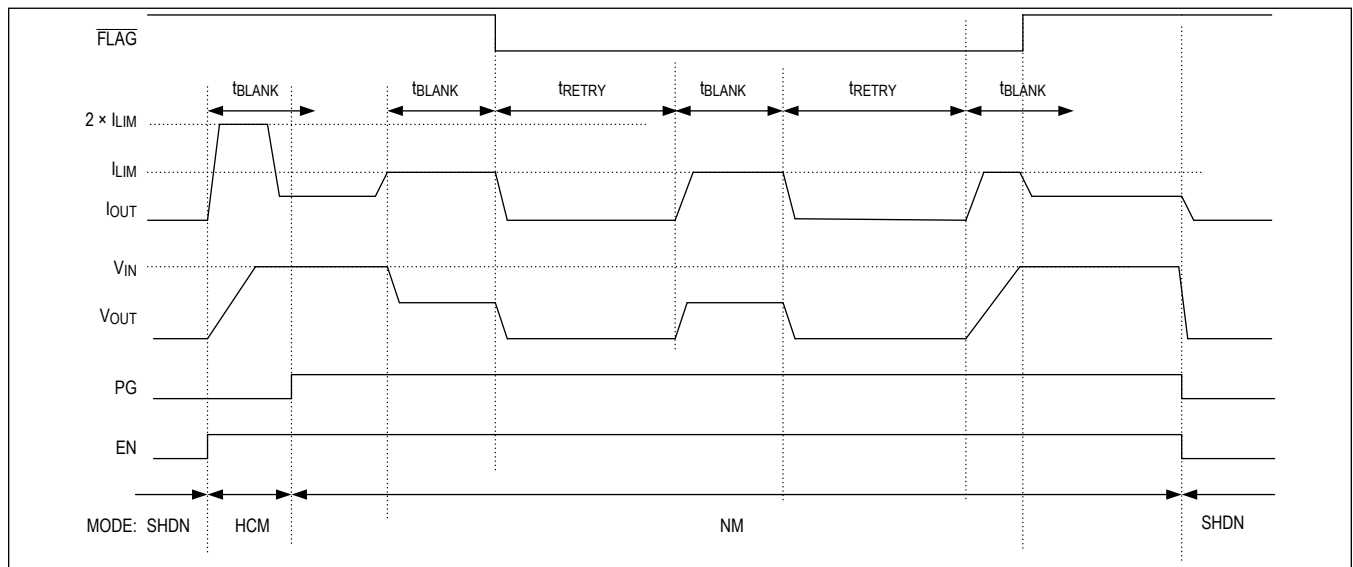 FLAG
tBLANK tBLANK tRETRY tBLANK tRETRY tBLANK
2 × ILIM
ILIM
IOUT
VIN
VOUT
PG
EN
MODE: SHDN HCM NM SHDN